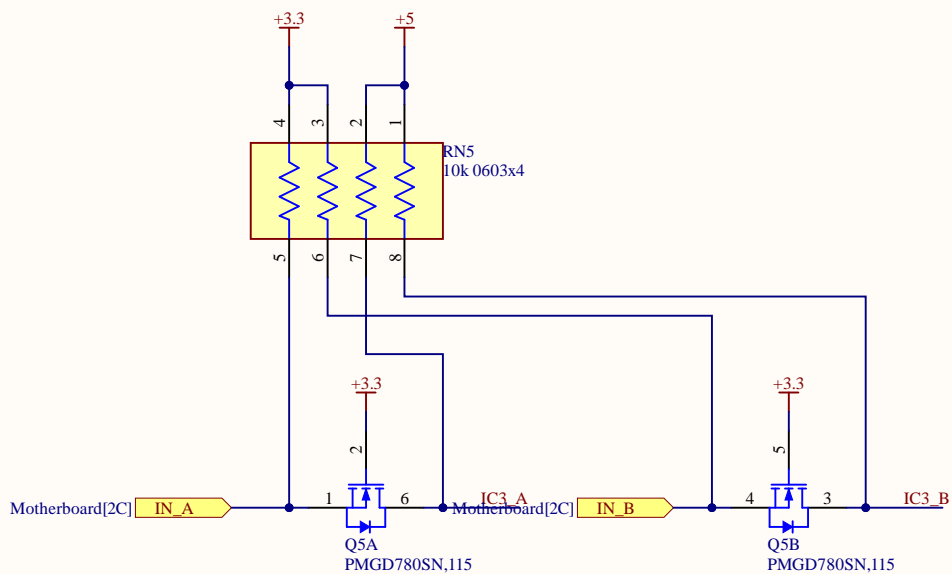 +3.3
+5
4
3
2
1
RN5
10k 0603x4
5
6
7
8
+3.3
+3.3
2
5
Motherboard[2C]
IN_A
1
6
IC3_A
Motherboard[2C]
IN_B
4
3
IC3_B
Q5A
PMGD780SN,115
Q5B
PMGD780SN,115